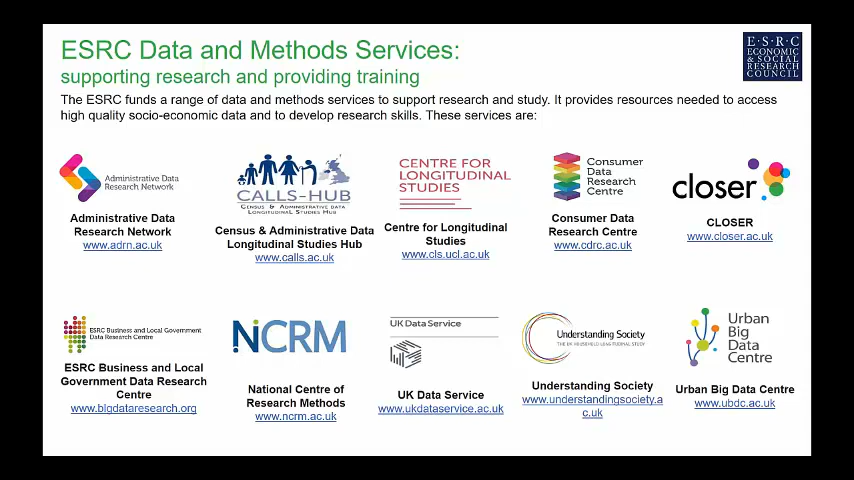 ESRC Data and Methods Services:
supporting research and providing training
E·S·R·C
ECONOMIC
& SOCIAL
RESEARCH
COUNCIL
The ESRC funds a range of data and methods services to support research and study. It provides resources needed to access
high quality socio-economic data and to develop research skills. These services are:
Administrative Data
Research Network
Administrative Data
Research Network
www.adrn.ac.uk
CALLS-HUB
CENSUS & ADMINISTRATIVE DATA
LONGITUDINAL STUDIES HUB
Census & Administrative Data
Longitudinal Studies Hub
www.calls.ac.uk
CENTRE FOR
LONGITUDINAL
STUDIES
Centre for Longitudinal
Studies
www.cls.ucl.ac.uk
Consumer
Data
Research
Centre
Consumer Data
Research Centre
www.cdrc.ac.uk
closer
CLOSER
www.closer.ac.uk
ESRC Business and Local Government
Data Research Centre
ESRC Business and Local
Government Data Research
Centre
www.bigdataresearch.org
NCRM
National Centre of
Research Methods
www.ncrm.ac.uk
UK Data Service
UK Data Service
www.ukdataservice.ac.uk
Understanding Society
THE UK HOUSEHOLD LONGITUDINAL STUDY
Understanding Society
www.understandingsociety.a
c.uk
Urban
Big
Data
Centre
Urban Big Data Centre
www.ubdc.ac.uk